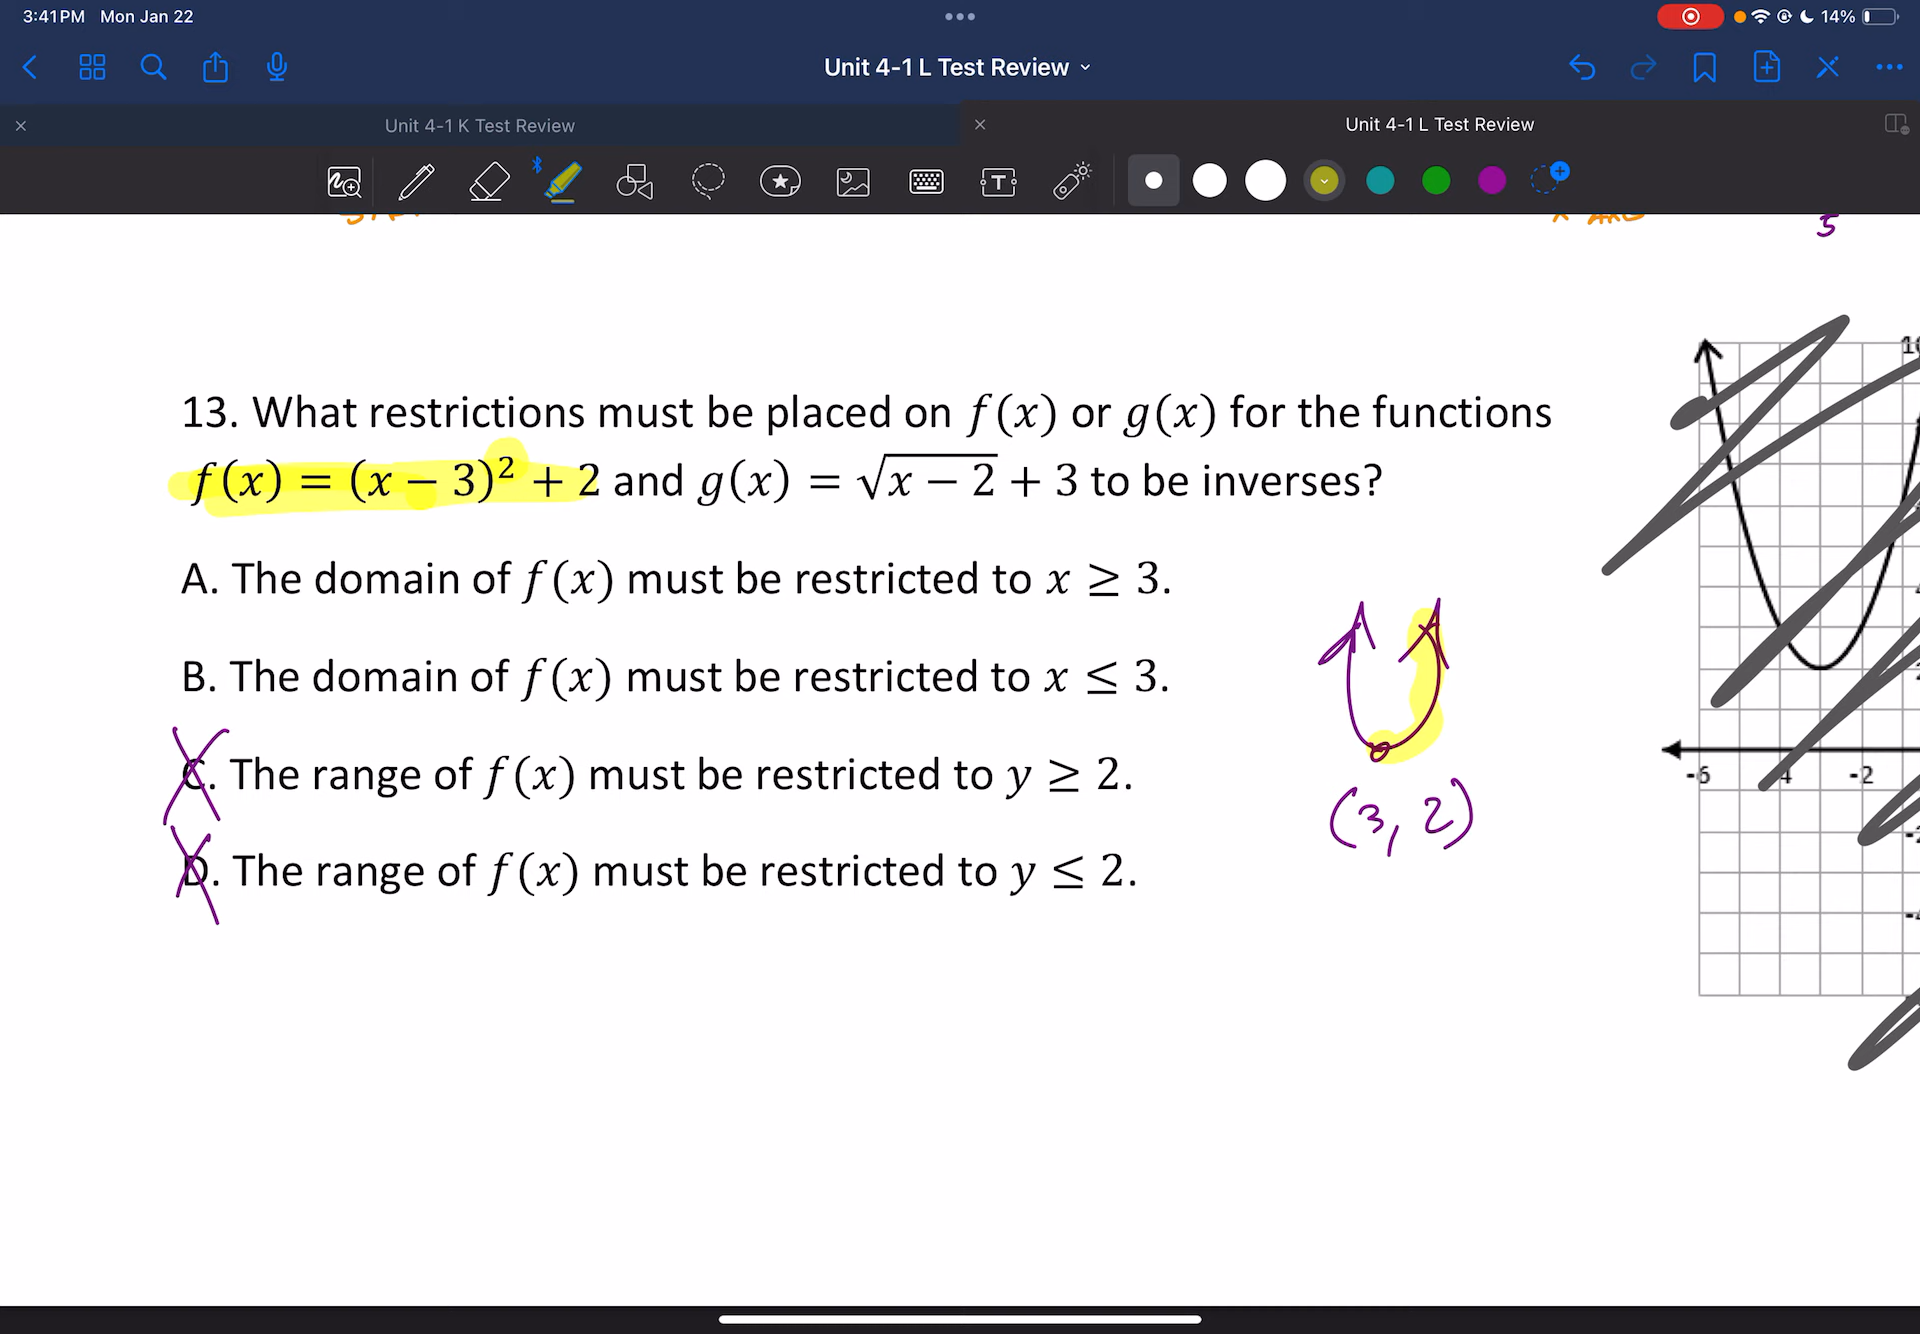 3:41PM Mon Jan 22
14%
Unit 4-1 L Test Review
Unit 4-1 K Test Review
Unit 4-1 L Test Review
5
13. What restrictions must be placed on f(x) or g(x) for the functions
f(x) = (x − 3)² + 2 and g(x) = √(x − 2) + 3 to be inverses?
A. The domain of f(x) must be restricted to x ≥ 3.
B. The domain of f(x) must be restricted to x ≤ 3.
C. The range of f(x) must be restricted to y ≥ 2.
D. The range of f(x) must be restricted to y ≤ 2.
(3, 2)
-6
-2